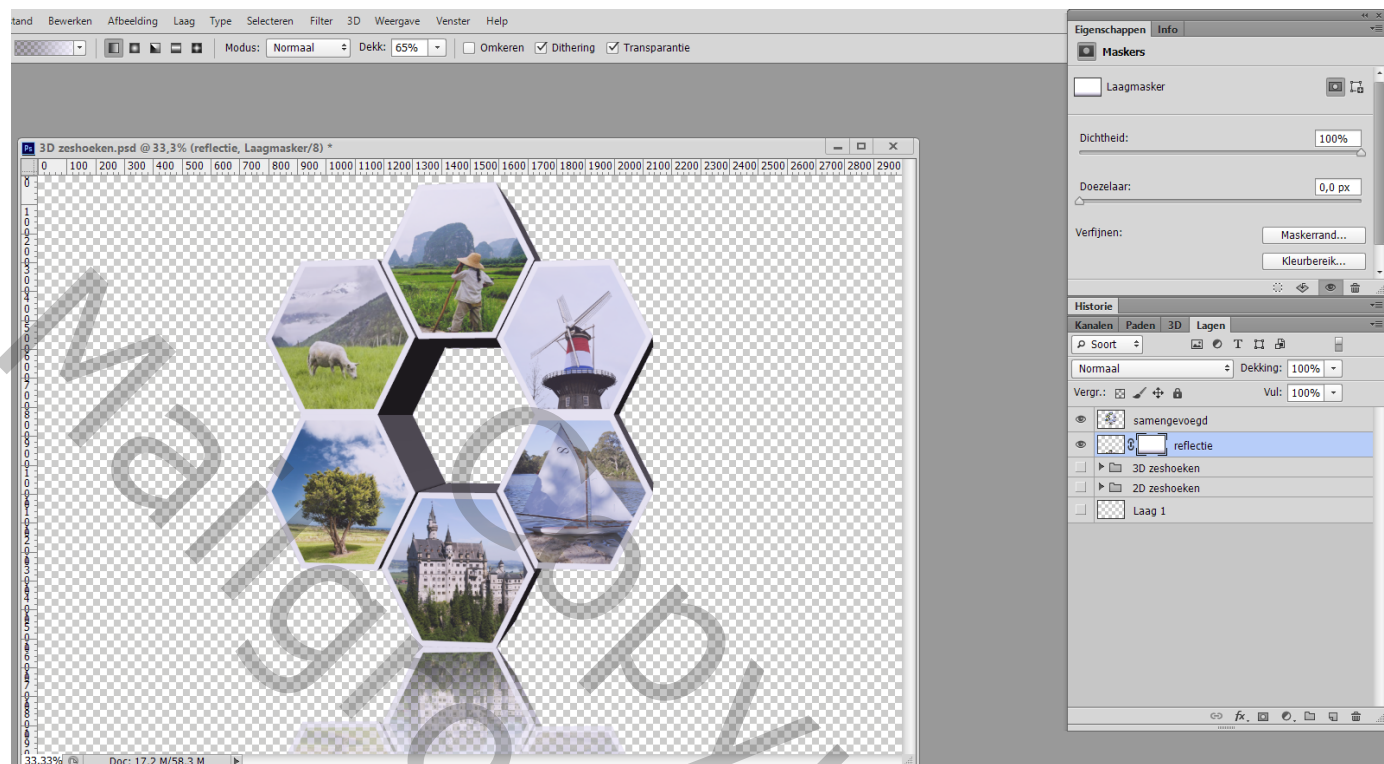 tand Bewerken Afbeelding Laag Type Selecteren Filter 3D Weergave Venster Help
Modus: Normaal Dekk: 65% Omkeren Dithering Transparantie
Eigenschappen Info
Maskers
Laagmasker
Dichtheid: 100%
Doezelaar: 0,0 px
Verfijnen: Maskerrand...
Kleurbereik...
Historie
Kanalen Paden 3D Lagen
Soort
Normaal Dekking: 100%
Vergr.: Vul: 100%
samengevoegd
reflectie
3D zeshoeken
2D zeshoeken
Laag 1
fx
Ps 3D zeshoeken.psd @ 33,3% (reflectie, Laagmasker/8) *
0 100 200 300 400 500 600 700 800 900 1000 1100 1200 1300 1400 1500 1600 1700 1800 1900 2000 2100 2200 2300 2400 2500 2600 2700 2800 2900
33,33% Doc: 17,2 M/58,3 M